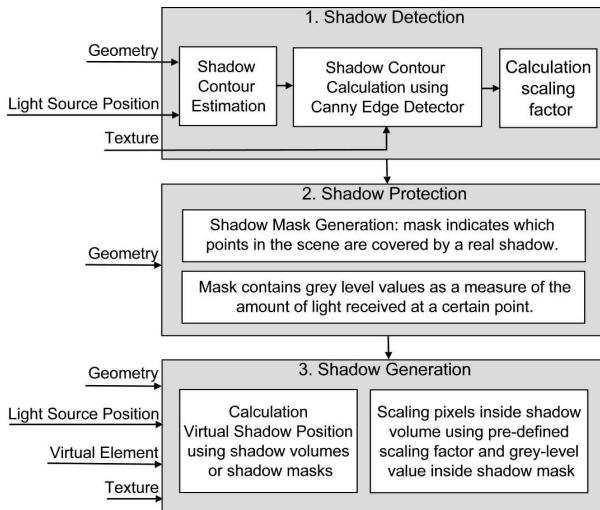 1. Shadow Detection
Geometry
Light Source Position
Texture
Shadow
Contour
Estimation
Shadow Contour
Calculation using
Canny Edge Detector
Calculation
scaling
factor
2. Shadow Protection
Geometry
Shadow Mask Generation: mask indicates which
points in the scene are covered by a real shadow.
Mask contains grey level values as a measure of the
amount of light received at a certain point.
3. Shadow Generation
Geometry
Light Source Position
Virtual Element
Texture
Calculation
Virtual Shadow Position
using shadow volumes
or shadow masks
Scaling pixels inside shadow
volume using pre-defined
scaling factor and grey-level
value inside shadow mask